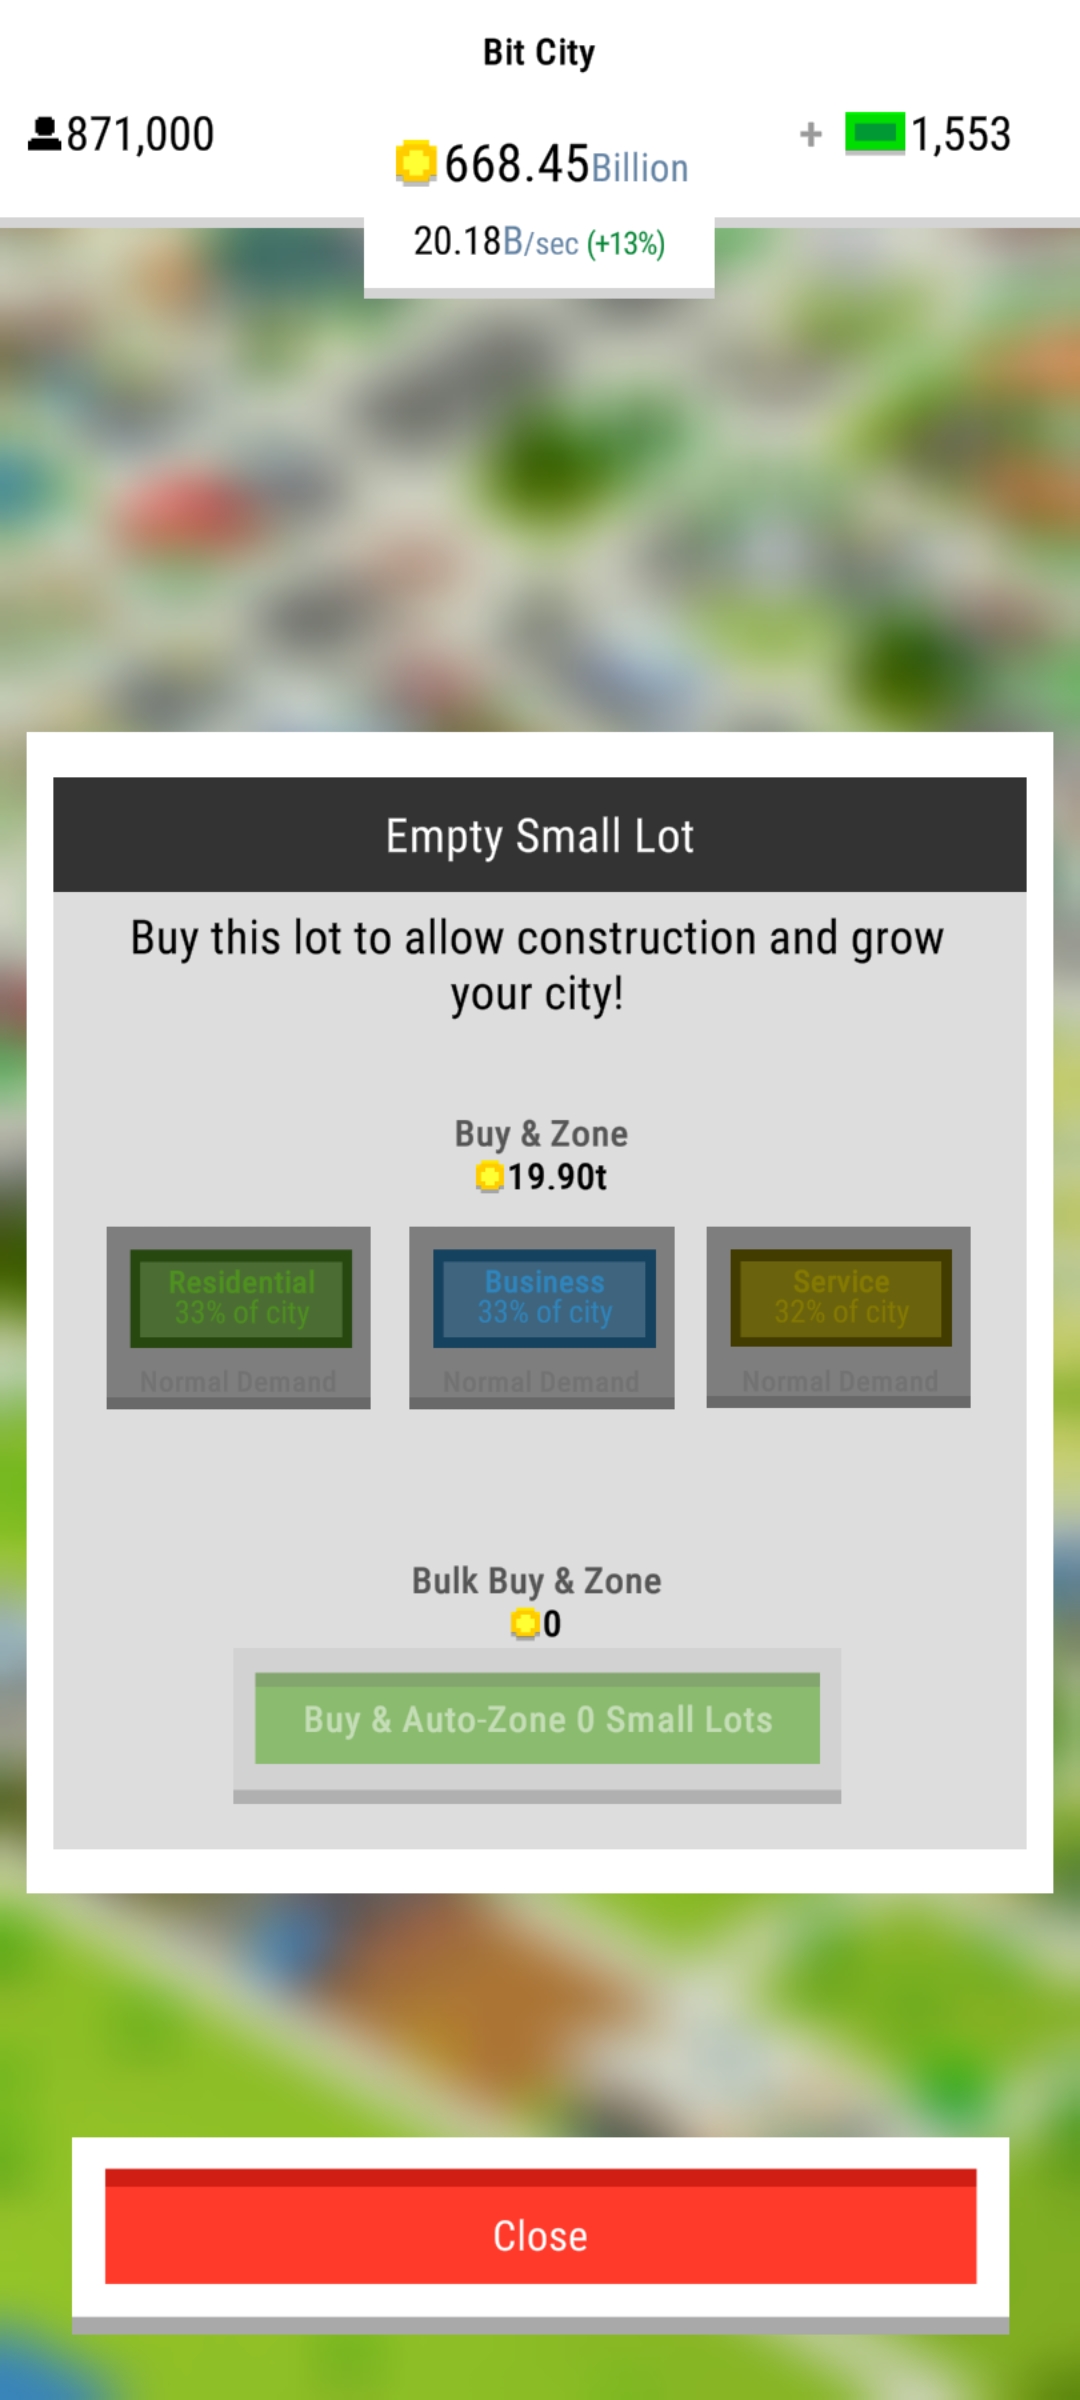 Bit City
871,000
668.45Billion
+ 1,553
20.18B/sec (+13%)
Empty Small Lot
Buy this lot to allow construction and grow
your city!
Buy & Zone
19.90t
Residential
33% of city
Normal Demand
Business
33% of city
Normal Demand
Service
32% of city
Normal Demand
Bulk Buy & Zone
0
Buy & Auto-Zone 0 Small Lots
Close